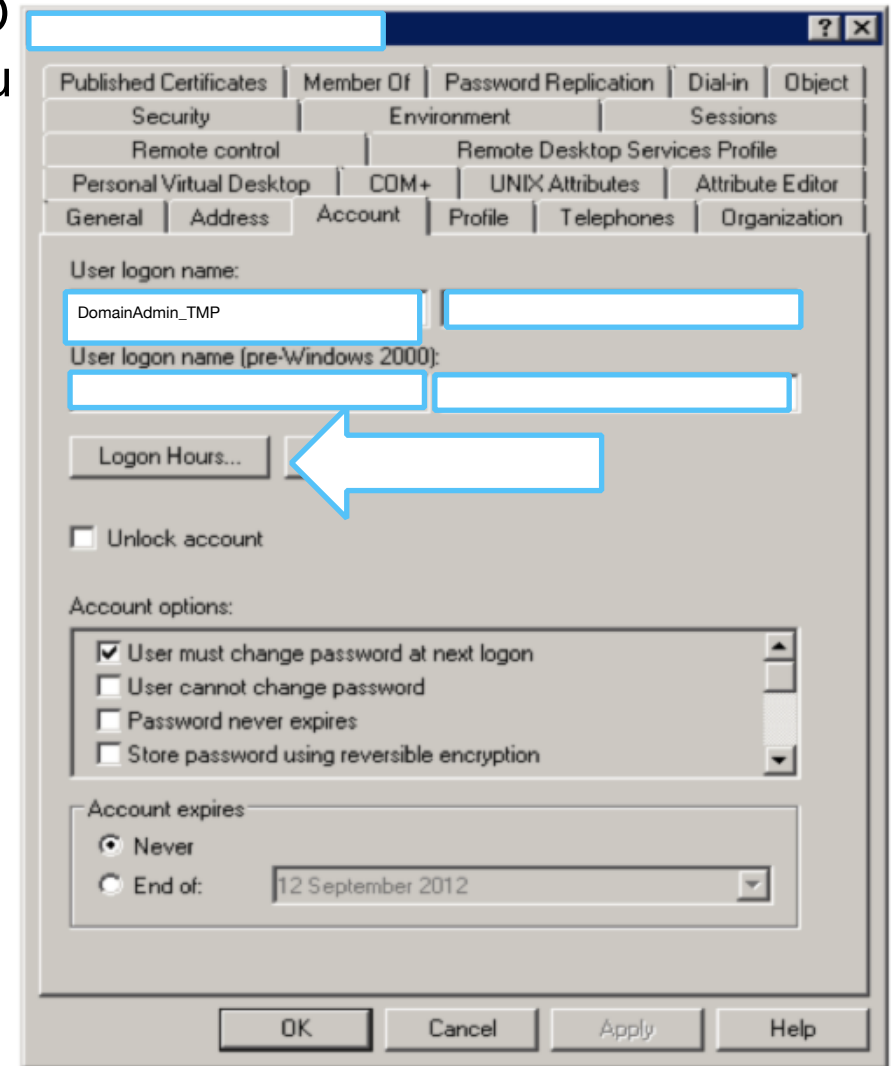 Published Certificates Member Of Password Replication Dial-in Object
Security Environment Sessions
Remote control Remote Desktop Services Profile
Personal Virtual Desktop COM+ UNIX Attributes Attribute Editor
General Address Account Profile Telephones Organization
User logon name:
DomainAdmin_TMP
User logon name (pre-Windows 2000):
Logon Hours...
Unlock account
Account options:
User must change password at next logon
User cannot change password
Password never expires
Store password using reversible encryption
Account expires
Never
End of: 12 September 2012
OK Cancel Apply Help